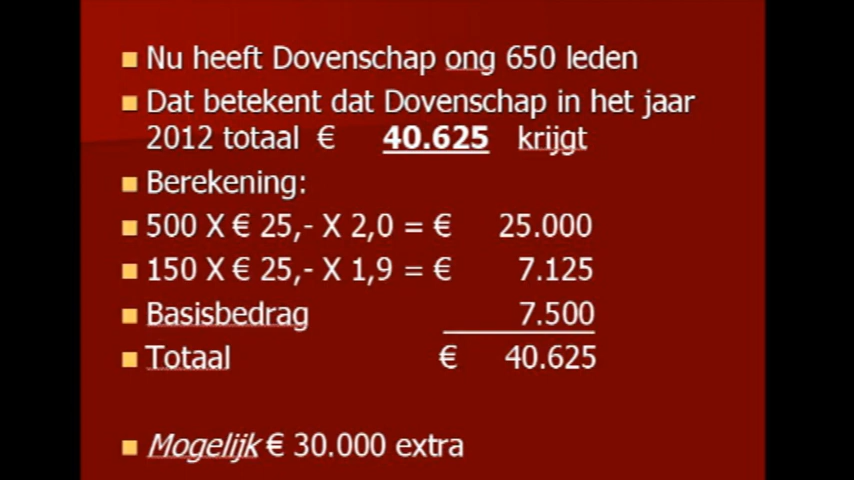 Nu heeft Dovenschap ong 650 leden
Dat betekent dat Dovenschap in het jaar
2012 totaal € 40.625 krijgt
Berekening:
500 X € 25,- X 2,0 = € 25.000
150 X € 25,- X 1,9 = € 7.125
Basisbedrag 7.500
Totaal € 40.625
Mogelijk € 30.000 extra